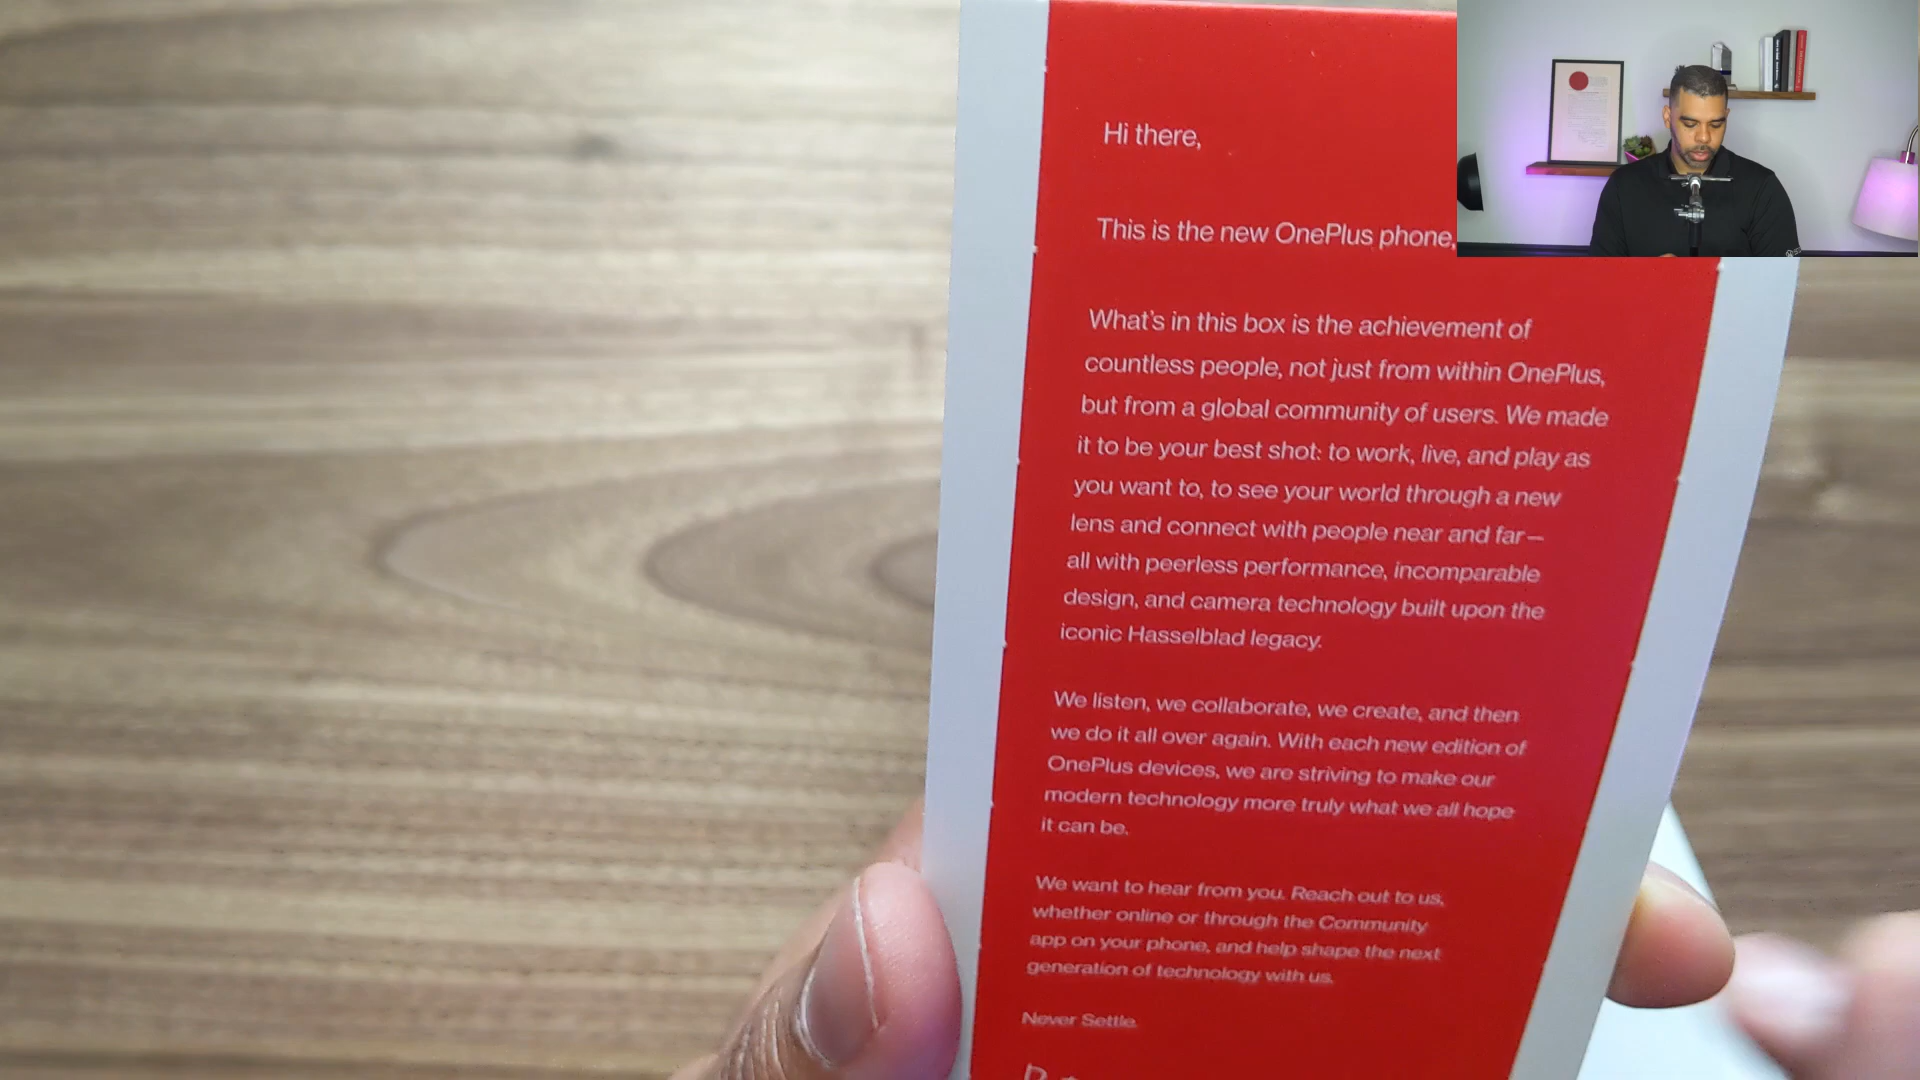 Hi there,
This is the new OnePlus phone,
What's in this box is the achievement of
countless people, not just from within OnePlus,
but from a global community of users. We made
it to be your best shot: to work, live, and play as
you want to, to see your world through a new
lens and connect with people near and far—
all with peerless performance, incomparable
design, and camera technology built upon the
iconic Hasselblad legacy.
We listen, we collaborate, we create, and then
we do it all over again. With each new edition of
OnePlus devices, we are striving to make our
modern technology more truly what we all hope
it can be.
We want to hear from you. Reach out to us,
whether online or through the Community
app on your phone, and help shape the next
generation of technology with us.
Never Settle.